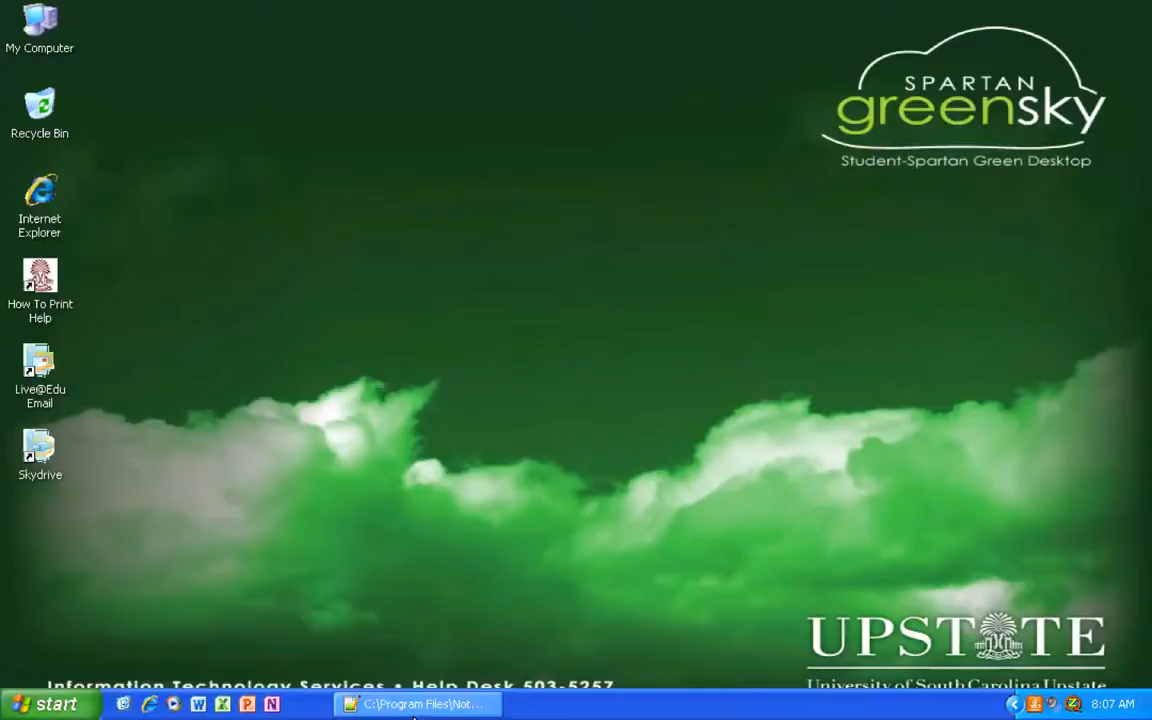 My Computer
Recycle Bin
Internet
Explorer
How To Print
Help
Live@Edu
Email
Skydrive
SPARTAN
greensky
Student-Spartan Green Desktop
UPSTATE
University of South Carolina Upstate
Information Technology Services • Help Desk 503-5257
start
C:\Program Files\Not...
8:07 AM